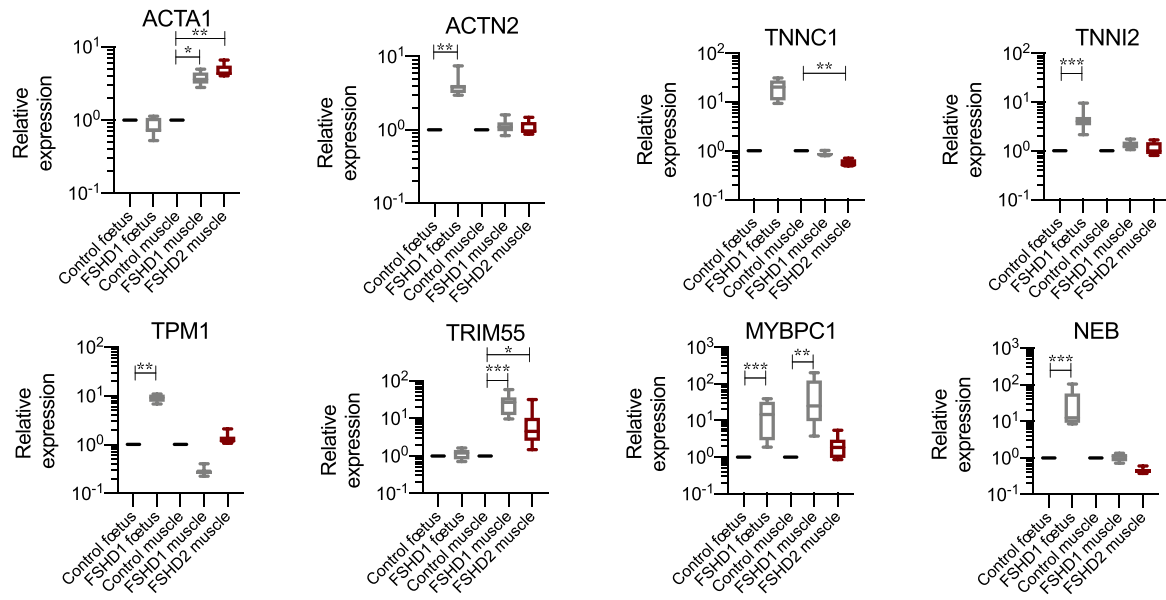 ACTA1
**
*
10¹
10⁰
10⁻¹
Relative
expression
Control fœtus
FSHD1 fœtus
Control muscle
FSHD1 muscle
FSHD2 muscle
ACTN2
**
10¹
10⁰
10⁻¹
Relative
expression
Control fœtus
FSHD1 fœtus
Control muscle
FSHD1 muscle
FSHD2 muscle
TNNC1
**
10²
10¹
10⁰
10⁻¹
Relative
expression
Control fœtus
FSHD1 fœtus
Control muscle
FSHD1 muscle
FSHD2 muscle
TNNI2
***
10²
10¹
10⁰
10⁻¹
Relative
expression
Control fœtus
FSHD1 fœtus
Control muscle
FSHD1 muscle
FSHD2 muscle
TPM1
**
10²
10¹
10⁰
10⁻¹
Relative
expression
Control fœtus
FSHD1 fœtus
Control muscle
FSHD1 muscle
FSHD2 muscle
TRIM55
*
***
10²
10¹
10⁰
10⁻¹
Relative
expression
Control fœtus
FSHD1 fœtus
Control muscle
FSHD1 muscle
FSHD2 muscle
MYBPC1
**
***
10³
10²
10¹
10⁰
10⁻¹
Relative
expression
Control fœtus
FSHD1 fœtus
Control muscle
FSHD1 muscle
FSHD2 muscle
NEB
***
10³
10²
10¹
10⁰
10⁻¹
Relative
expression
Control fœtus
FSHD1 fœtus
Control muscle
FSHD1 muscle
FSHD2 muscle